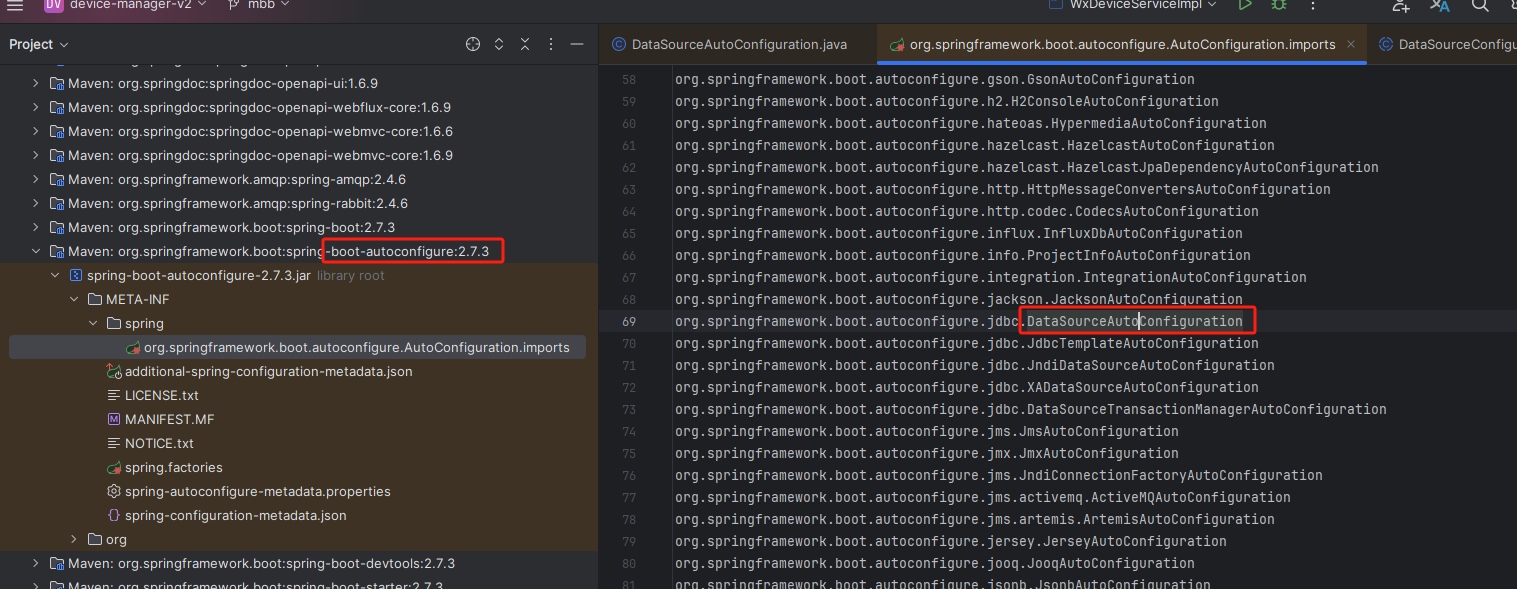 DV device-manager-v2 mbb WxDeviceServiceImpl
Project
DataSourceAutoConfiguration.java org.springframework.boot.autoconfigure.AutoConfiguration.imports DataSourceConfigu
Maven: org.springdoc:springdoc-openapi-ui:1.6.9
Maven: org.springdoc:springdoc-openapi-webflux-core:1.6.9
Maven: org.springdoc:springdoc-openapi-webmvc-core:1.6.6
Maven: org.springdoc:springdoc-openapi-webmvc-core:1.6.9
Maven: org.springframework.amqp:spring-amqp:2.4.6
Maven: org.springframework.amqp:spring-rabbit:2.4.6
Maven: org.springframework.boot:spring-boot:2.7.3
Maven: org.springframework.boot:spring-boot-autoconfigure:2.7.3
spring-boot-autoconfigure-2.7.3.jar library root
META-INF
spring
org.springframework.boot.autoconfigure.AutoConfiguration.imports
additional-spring-configuration-metadata.json
LICENSE.txt
MANIFEST.MF
NOTICE.txt
spring.factories
spring-autoconfigure-metadata.properties
spring-configuration-metadata.json
org
Maven: org.springframework.boot:spring-boot-devtools:2.7.3
Maven: org.springframework.boot:spring-boot-starter:2.7.3
58 org.springframework.boot.autoconfigure.gson.GsonAutoConfiguration
59 org.springframework.boot.autoconfigure.h2.H2ConsoleAutoConfiguration
60 org.springframework.boot.autoconfigure.hateoas.HypermediaAutoConfiguration
61 org.springframework.boot.autoconfigure.hazelcast.HazelcastAutoConfiguration
62 org.springframework.boot.autoconfigure.hazelcast.HazelcastJpaDependencyAutoConfiguration
63 org.springframework.boot.autoconfigure.http.HttpMessageConvertersAutoConfiguration
64 org.springframework.boot.autoconfigure.http.codec.CodecsAutoConfiguration
65 org.springframework.boot.autoconfigure.influx.InfluxDbAutoConfiguration
66 org.springframework.boot.autoconfigure.info.ProjectInfoAutoConfiguration
67 org.springframework.boot.autoconfigure.integration.IntegrationAutoConfiguration
68 org.springframework.boot.autoconfigure.jackson.JacksonAutoConfiguration
69 org.springframework.boot.autoconfigure.jdbc.DataSourceAutoConfiguration
70 org.springframework.boot.autoconfigure.jdbc.JdbcTemplateAutoConfiguration
71 org.springframework.boot.autoconfigure.jdbc.JndiDataSourceAutoConfiguration
72 org.springframework.boot.autoconfigure.jdbc.XADataSourceAutoConfiguration
73 org.springframework.boot.autoconfigure.jdbc.DataSourceTransactionManagerAutoConfiguration
74 org.springframework.boot.autoconfigure.jms.JmsAutoConfiguration
75 org.springframework.boot.autoconfigure.jmx.JmxAutoConfiguration
76 org.springframework.boot.autoconfigure.jms.JndiConnectionFactoryAutoConfiguration
77 org.springframework.boot.autoconfigure.jms.activemq.ActiveMQAutoConfiguration
78 org.springframework.boot.autoconfigure.jms.artemis.ArtemisAutoConfiguration
79 org.springframework.boot.autoconfigure.jersey.JerseyAutoConfiguration
80 org.springframework.boot.autoconfigure.jooq.JooqAutoConfiguration
81 org.springframework.boot.autoconfigure.jsonb.JsonbAutoConfiguration